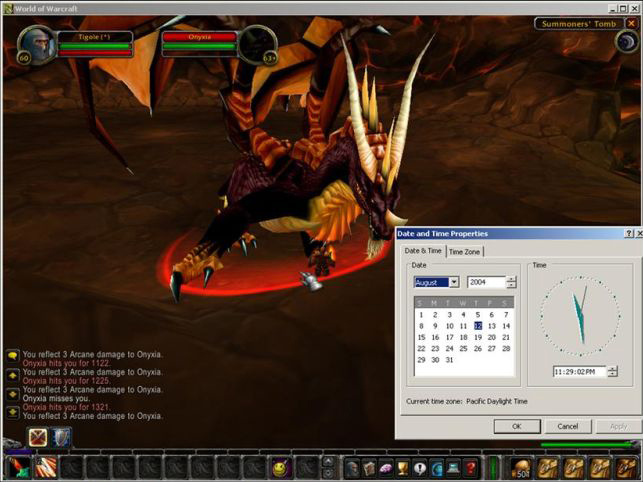 World of Warcraft
Tigole (*)
Onyxia
60
63+
Summoners' Tomb
Date and Time Properties
Date & Time
Time Zone
Date
Time
August
2004
S M T W T F S
1 2 3 4 5 6 7
8 9 10 11 12 13 14
15 16 17 18 19 20 21
22 23 24 25 26 27 28
29 30 31
11:29:02 PM
Current time zone: Pacific Daylight Time
OK
Cancel
Apply
You reflect 3 Arcane damage to Onyxia.
Onyxia hits you for 1122.
You reflect 3 Arcane damage to Onyxia.
Onyxia hits you for 1225.
You reflect 3 Arcane damage to Onyxia.
Onyxia misses you.
Onyxia hits you for 1321.
You reflect 3 Arcane damage to Onyxia.